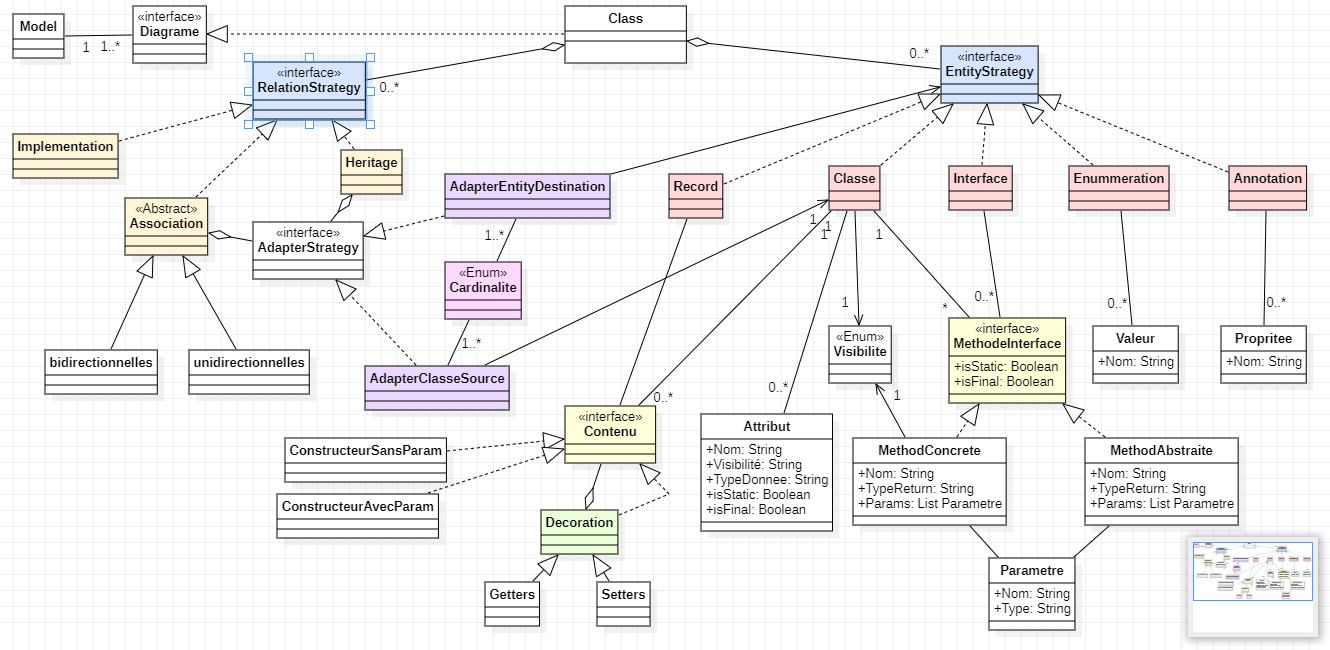 Model
1
1..*
«interface»
Diagrame
Class
«interface»
RelationStrategy
0..*
0..*
«interface»
EntityStrategy
Implementation
Heritage
AdapterEntityDestination
Record
Classe
Interface
Enummeration
Annotation
«Abstract»
Association
«interface»
AdapterStrategy
1..*
1
1
1
1
«Enum»
Cardinalite
1..*
1
*
0..*
0..*
0..*
bidirectionnelles
unidirectionnelles
AdapterClasseSource
«Enum»
Visibilite
«interface»
MethodeInterface
+isStatic: Boolean
+isFinal: Boolean
Valeur
+Nom: String
Propritee
+Nom: String
0..*
0..*
1
«interface»
Contenu
ConstructeurSansParam
ConstructeurAvecParam
Attribut
+Nom: String
+Visibilité: String
+TypeDonnee: String
+isStatic: Boolean
+isFinal: Boolean
MethodConcrete
+Nom: String
+TypeReturn: String
+Params: List Parametre
MethodAbstraite
+Nom: String
+TypeReturn: String
+Params: List Parametre
Decoration
Getters
Setters
Parametre
+Nom: String
+Type: String